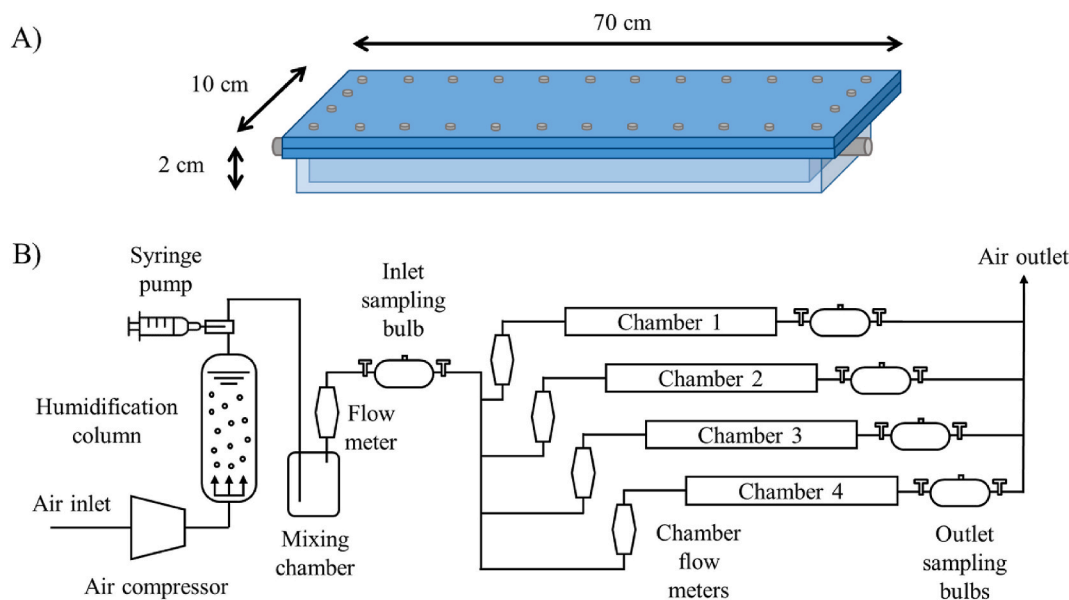 A)
70 cm
10 cm
2 cm
B)
Syringe
pump
Inlet
sampling
bulb
Air outlet
Chamber 1
Chamber 2
Humidification
column
Flow
meter
Chamber 3
Chamber 4
Air inlet
Mixing
chamber
Chamber
flow
meters
Outlet
sampling
bulbs
Air compressor